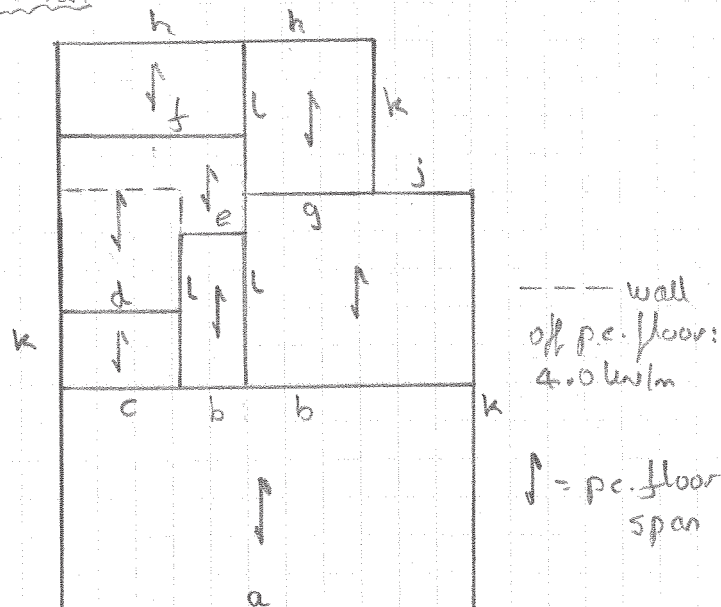 h h
f l k
e j
g
d l l
k
c b b k
a
---- wall
off p.c. floor:
4.0 kN/m
= p.c. floor
span